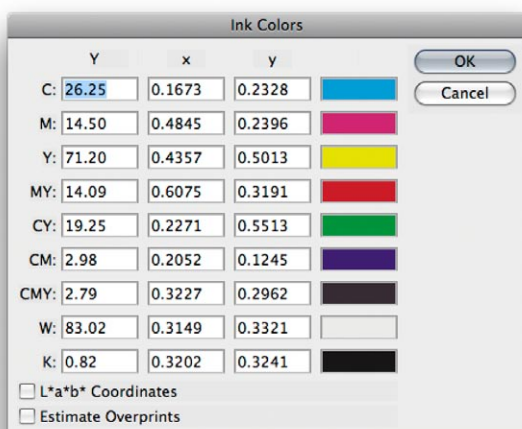 Ink Colors
Y x y
OK
C: 26.25 0.1673 0.2328
Cancel
M: 14.50 0.4845 0.2396
Y: 71.20 0.4357 0.5013
MY: 14.09 0.6075 0.3191
CY: 19.25 0.2271 0.5513
CM: 2.98 0.2052 0.1245
CMY: 2.79 0.3227 0.2962
W: 83.02 0.3149 0.3321
K: 0.82 0.3202 0.3241
L*a*b* Coordinates
Estimate Overprints